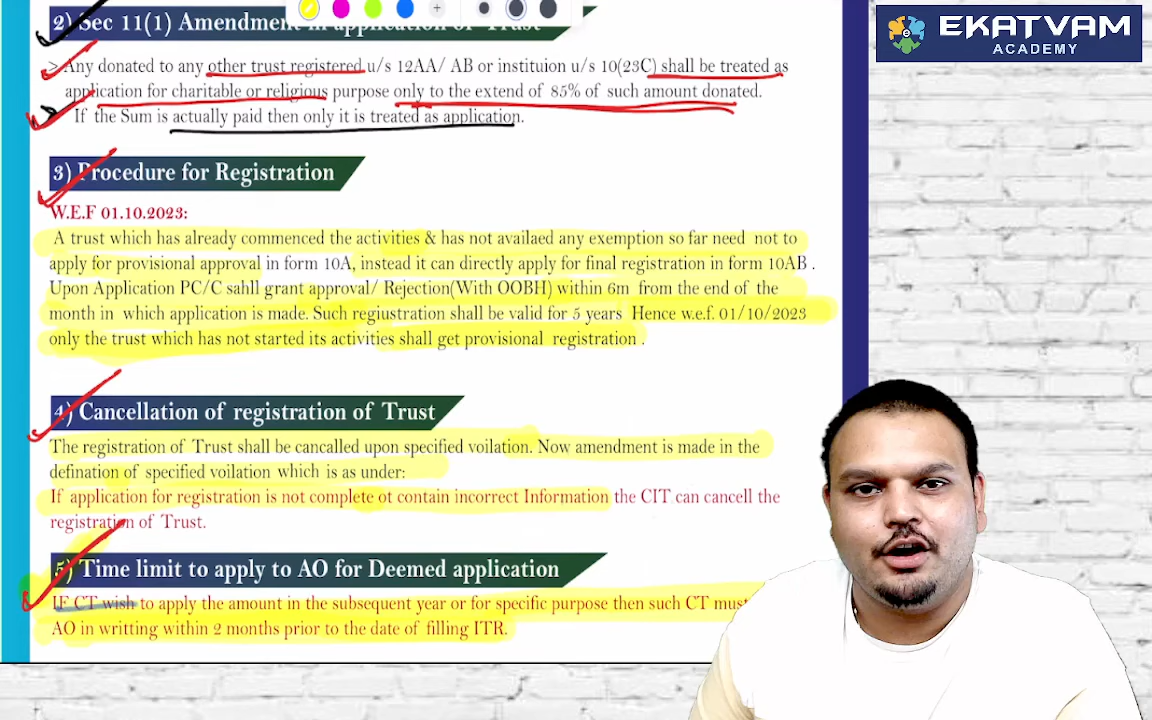 2) Sec 11(1) Amendment in application of Trust
EKATVAM
ACADEMY
> Any donated to any other trust registered u/s 12AA/ AB or instituion u/s 10(23C) shall be treated as
application for charitable or religious purpose only to the extend of 85% of such amount donated.
If the Sum is actually paid then only it is treated as application.
3) Procedure for Registration
W.E.F 01.10.2023:
A trust which has already commenced the activities & has not availaed any exemption so far need not to
apply for provisional approval in form 10A, instead it can directly apply for final registration in form 10AB .
Upon Application PC/C sahll grant approval/ Rejection(With OOBH) within 6m from the end of the
month in which application is made. Such regiustration shall be valid for 5 years Hence w.e.f. 01/10/2023
only the trust which has not started its activities shall get provisional registration .
4) Cancellation of registration of Trust
The registration of Trust shall be cancalled upon specified voilation. Now amendment is made in the
defination of specified voilation which is as under:
If application for registration is not complete ot contain incorrect Information the CIT can cancell the
registration of Trust.
5) Time limit to apply to AO for Deemed application
IF CT wish to apply the amount in the subsequent year or for specific purpose then such CT must
AO in writting within 2 months prior to the date of filling ITR.